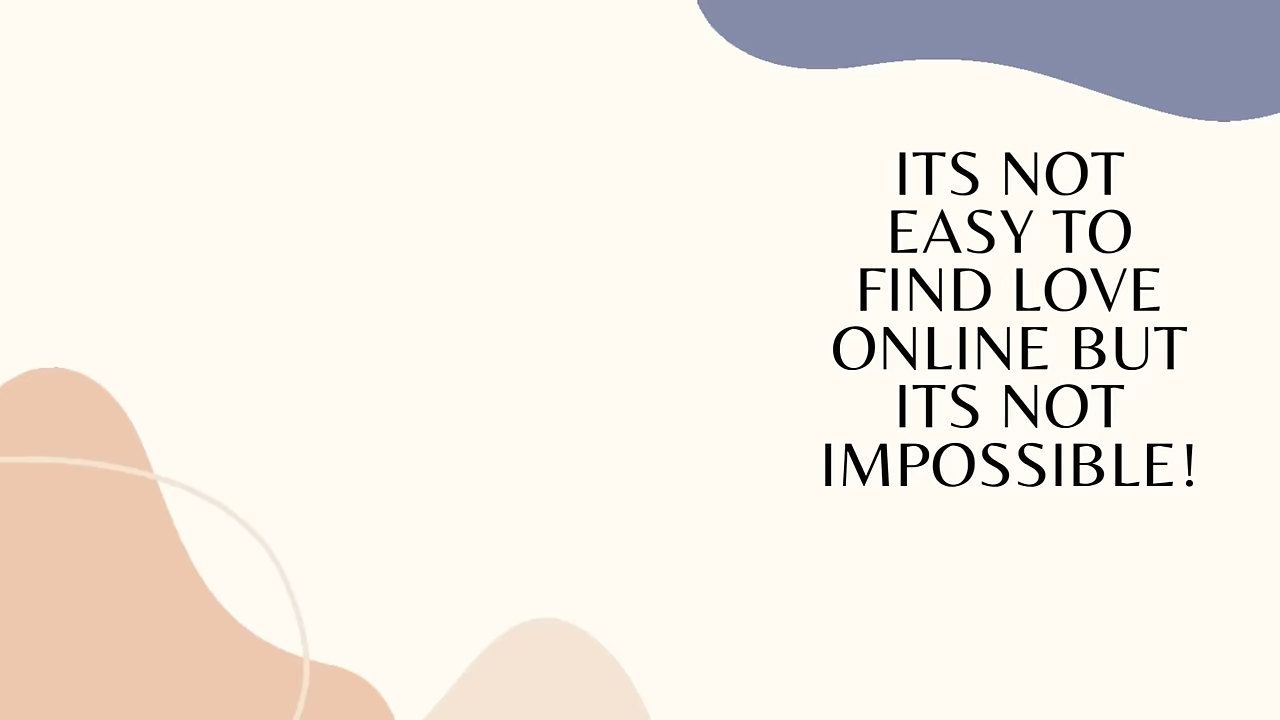 ITS NOT
EASY TO
FIND LOVE
ONLINE BUT
ITS NOT
IMPOSSIBLE!